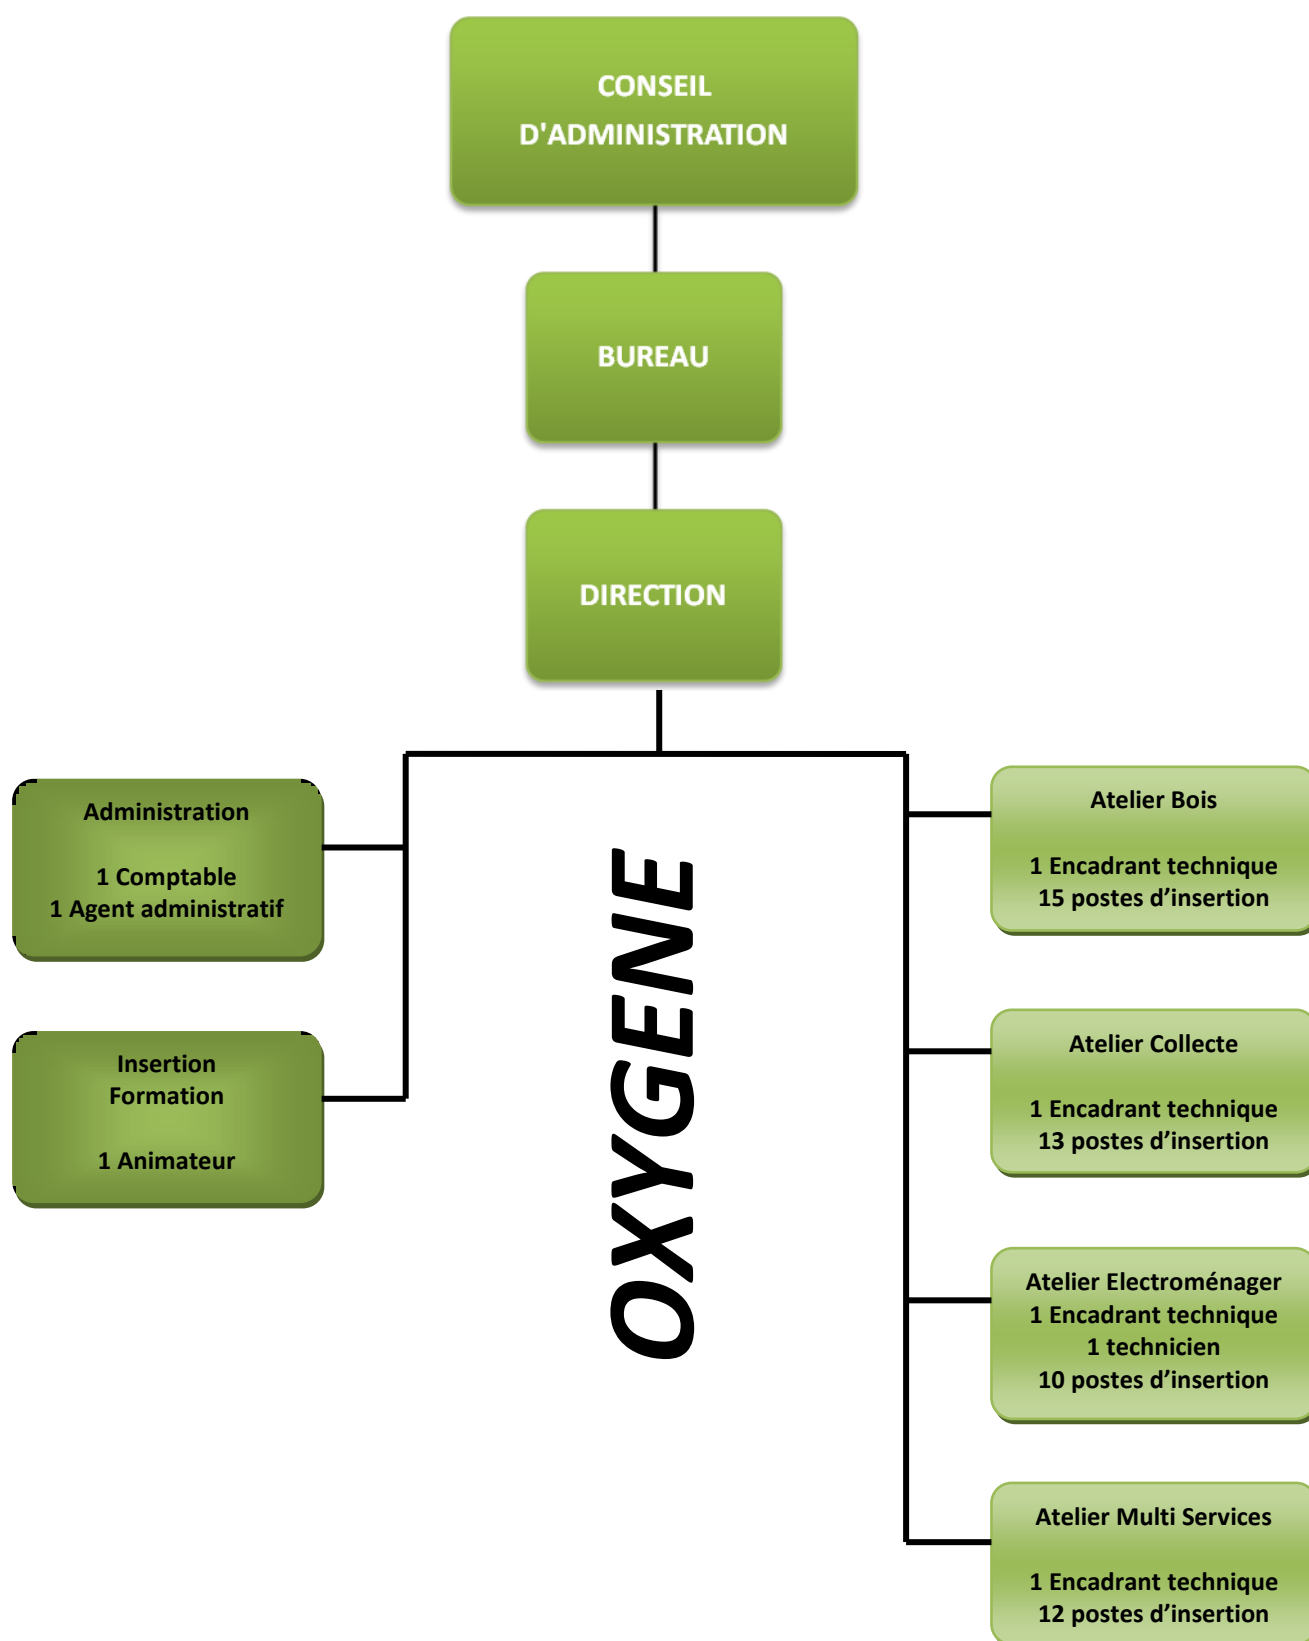 CONSEIL
D'ADMINISTRATION
BUREAU
DIRECTION
Administration
1 Comptable
1 Agent administratif
Insertion
Formation
1 Animateur
OXYGENE
Atelier Bois
1 Encadrant technique
15 postes d’insertion
Atelier Collecte
1 Encadrant technique
13 postes d’insertion
Atelier Electroménager
1 Encadrant technique
1 technicien
10 postes d’insertion
Atelier Multi Services
1 Encadrant technique
12 postes d’insertion